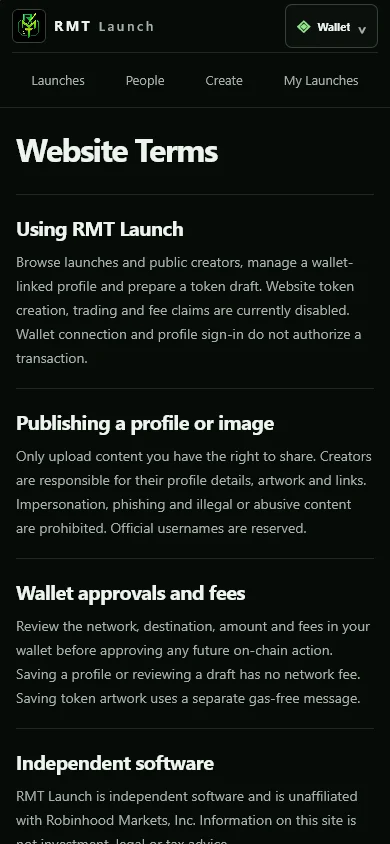 RMT Launch
Wallet
Launches People Create My Launches
Website Terms
Using RMT Launch
Browse launches and public creators, manage a wallet-
linked profile and prepare a token draft. Website token
creation, trading and fee claims are currently disabled.
Wallet connection and profile sign-in do not authorize a
transaction.
Publishing a profile or image
Only upload content you have the right to share. Creators
are responsible for their profile details, artwork and links.
Impersonation, phishing and illegal or abusive content
are prohibited. Official usernames are reserved.
Wallet approvals and fees
Review the network, destination, amount and fees in your
wallet before approving any future on-chain action.
Saving a profile or reviewing a draft has no network fee.
Saving token artwork uses a separate gas-free message.
Independent software
RMT Launch is independent software and is unaffiliated
with Robinhood Markets, Inc. Information on this site is
not investment, legal or tax advice.